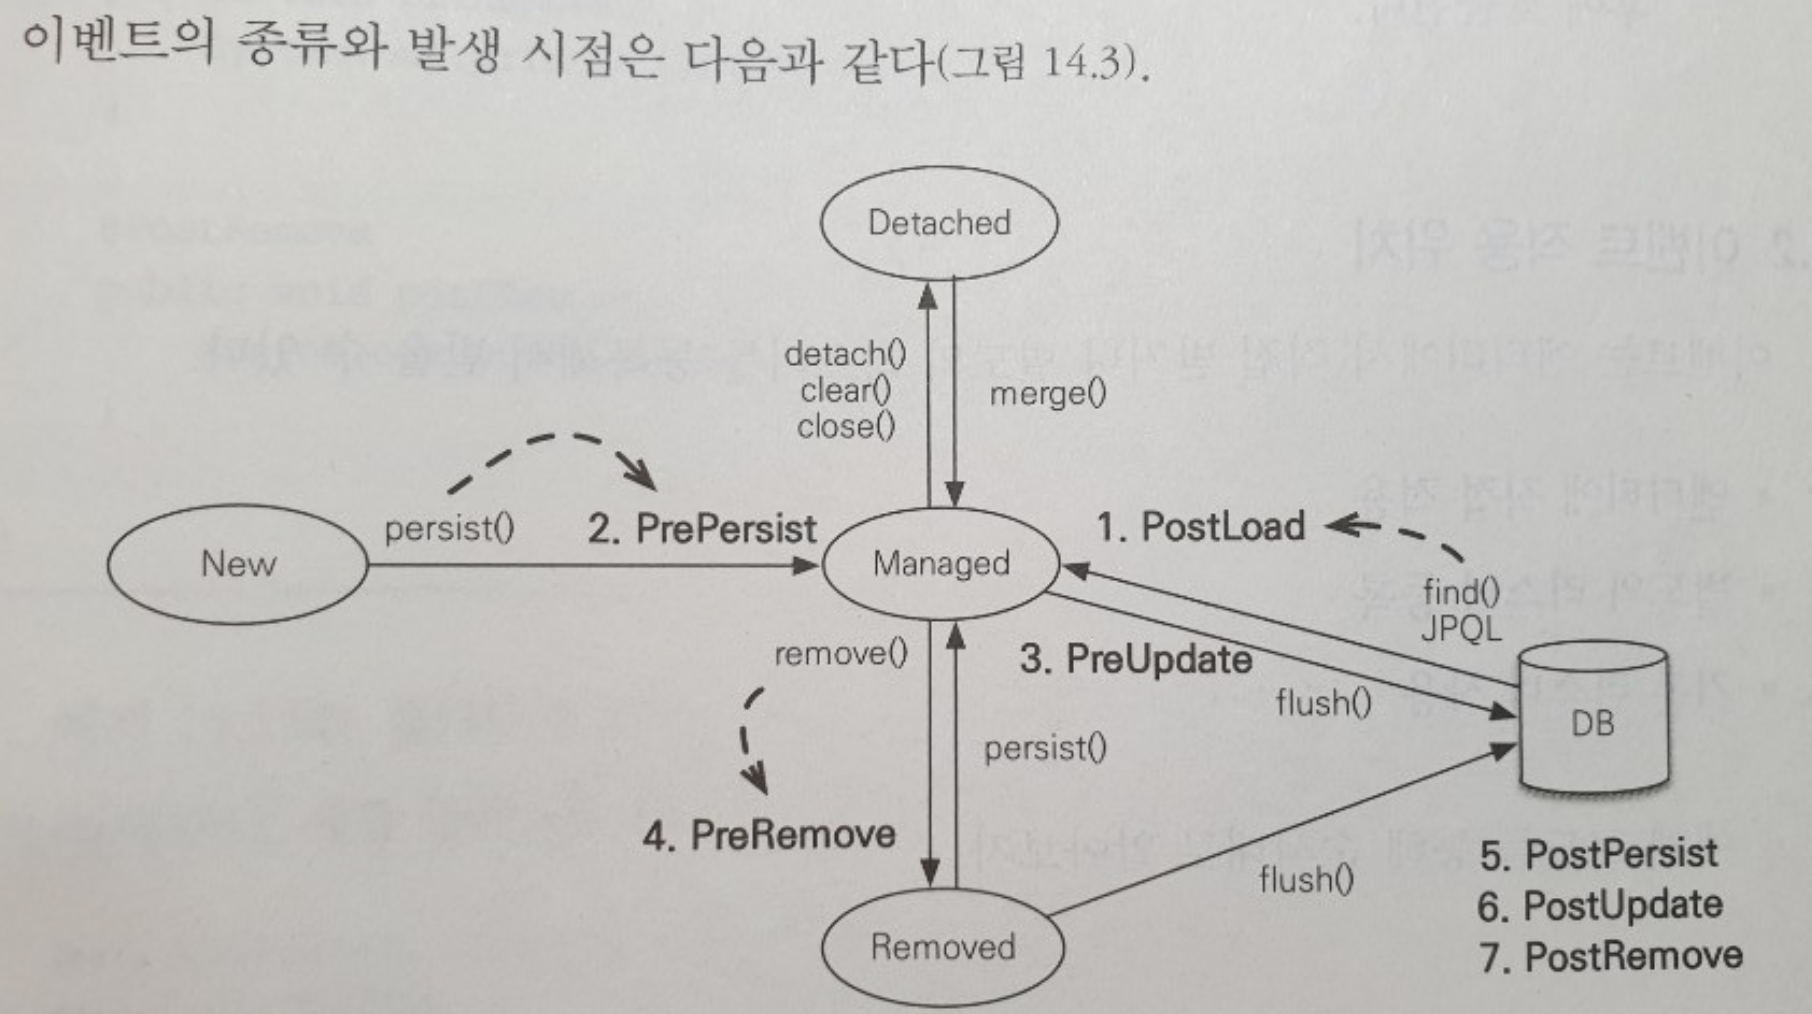 이벤트의 종류와 발생 시점은 다음과 같다(그림 14.3).
Detached
detach()
clear()
close()
merge()
persist()
2. PrePersist
1. PostLoad
New
Managed
find()
JPQL
remove()
3. PreUpdate
flush()
DB
persist()
4. PreRemove
flush()
Removed
5. PostPersist
6. PostUpdate
7. PostRemove